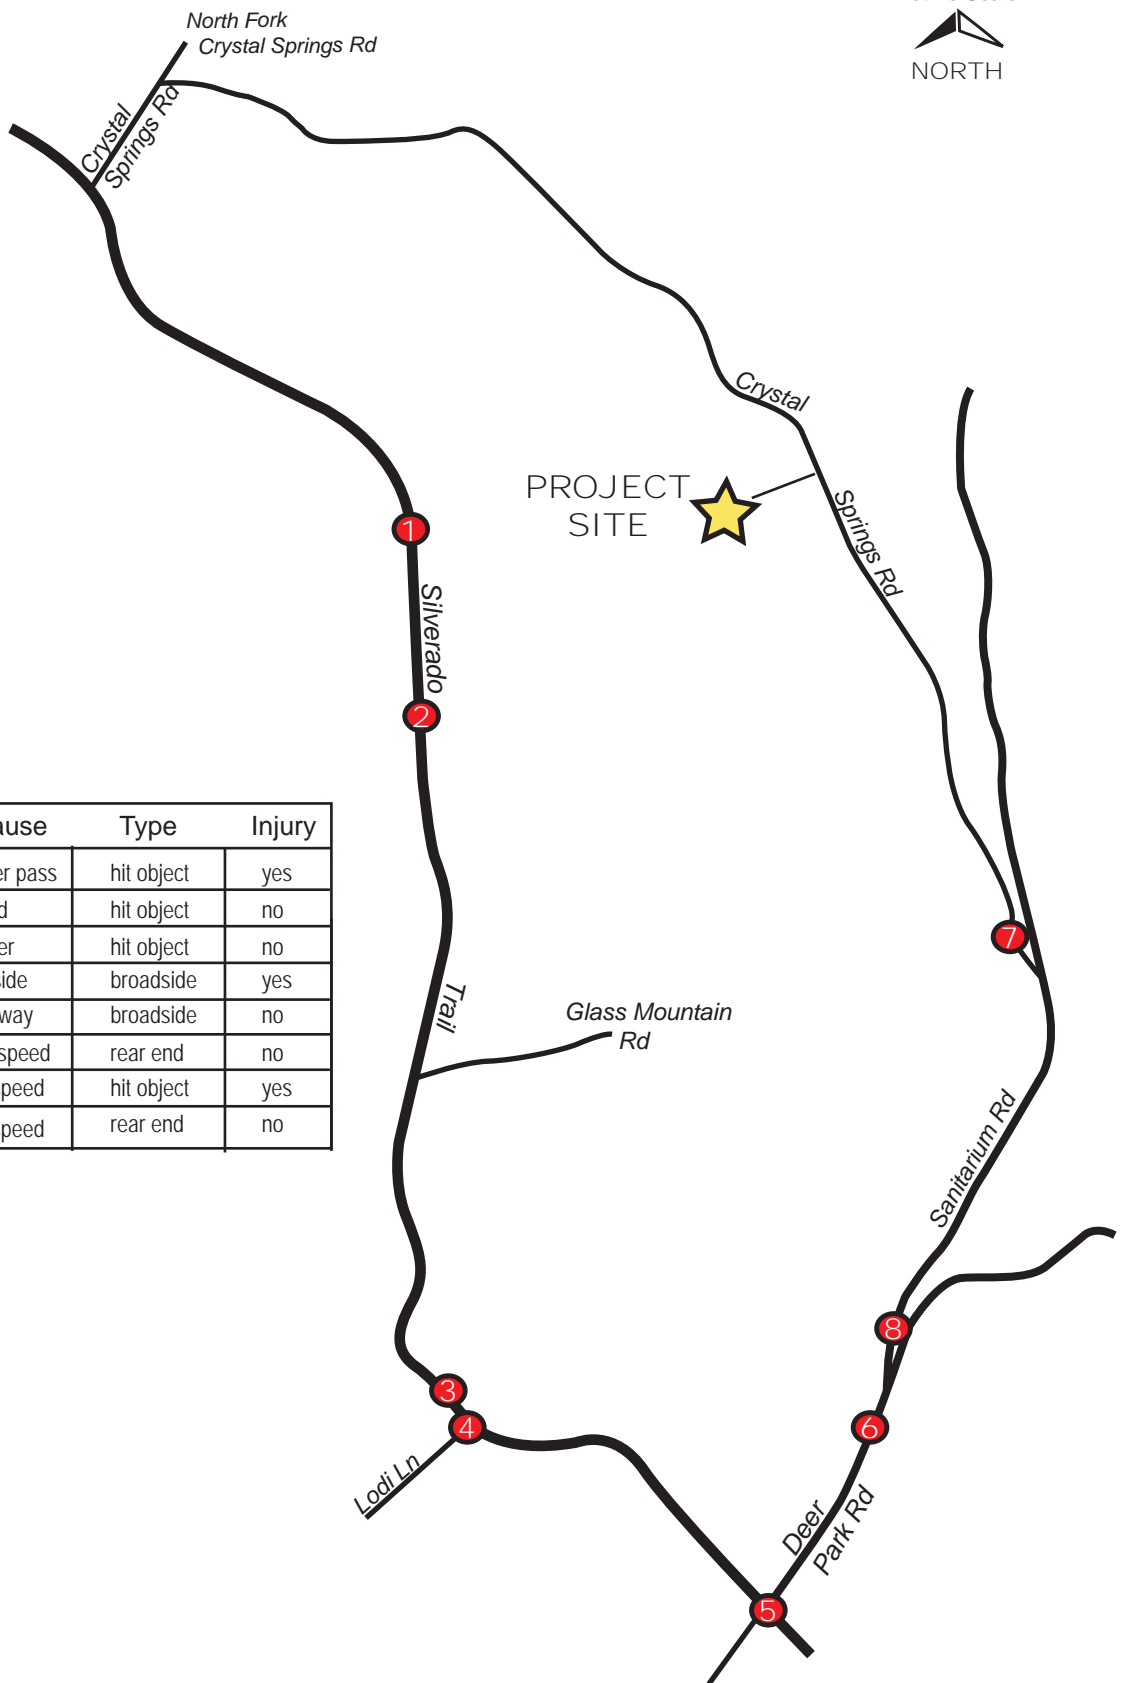 North Fork
Crystal Springs Rd
NORTH
Crystal
Springs Rd
Crystal
Springs Rd
PROJECT
SITE
1
Silverado
2
Type Injury
pass hit object yes
hit object no
hit object no
broadside yes
broadside no
speed rear end no
hit object yes
rear end no
7
Trail
Glass Mountain
Rd
Sanitarium Rd
8
3
4
6
Lodi Ln
Deer
Park Rd
5